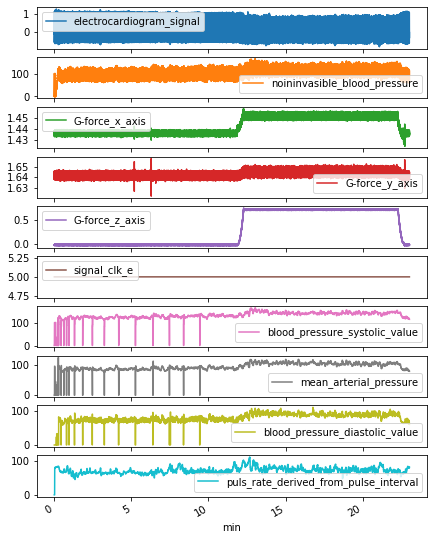 1
0
electrocardiogram_signal
100
0
noininvasible_blood_pressure
1.45
1.44
1.43
G-force_x_axis
1.65
1.64
1.63
G-force_y_axis
0.5
0.0
G-force_z_axis
5.25
5.00
4.75
signal_clk_e
100
0
blood_pressure_systolic_value
100
0
mean_arterial_pressure
100
0
blood_pressure_diastolic_value
100
0
puls_rate_derived_from_pulse_interval
0 5 10 15 20
min